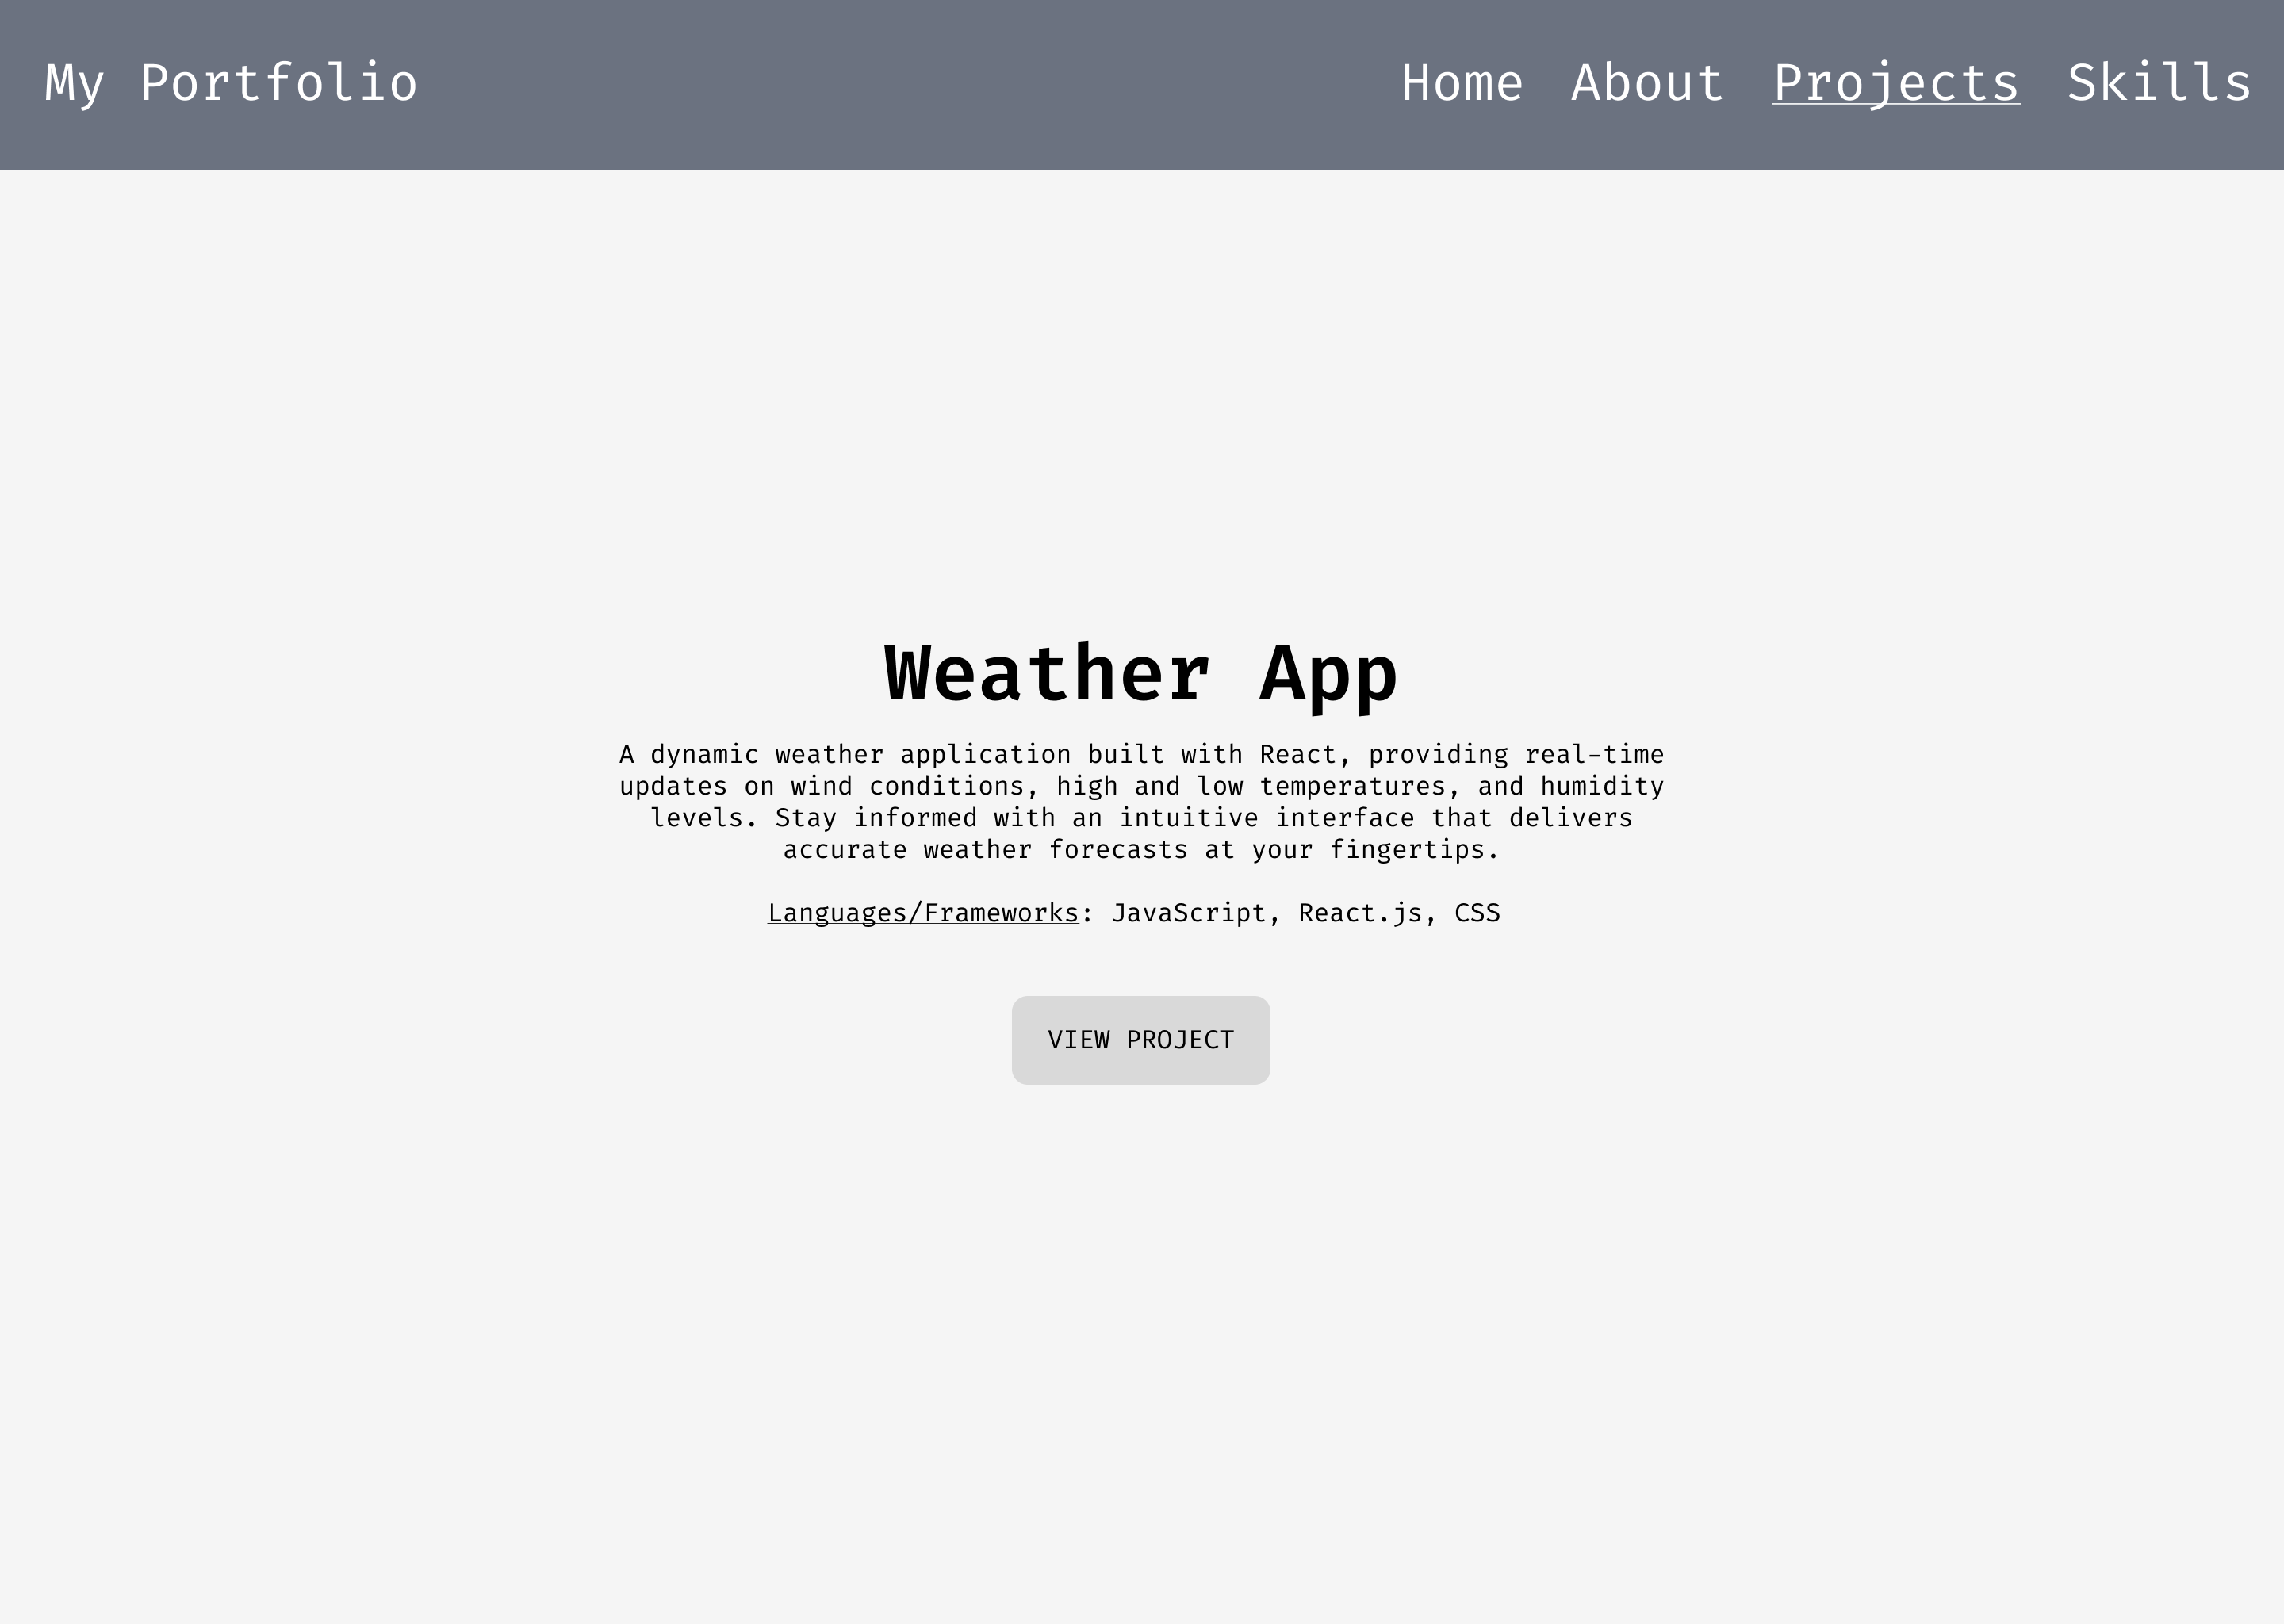 My Portfolio
Home About Projects Skills
Weather App
A dynamic weather application built with React, providing real-time
updates on wind conditions, high and low temperatures, and humidity
levels. Stay informed with an intuitive interface that delivers
accurate weather forecasts at your fingertips.
Languages/Frameworks: JavaScript, React.js, CSS
VIEW PROJECT